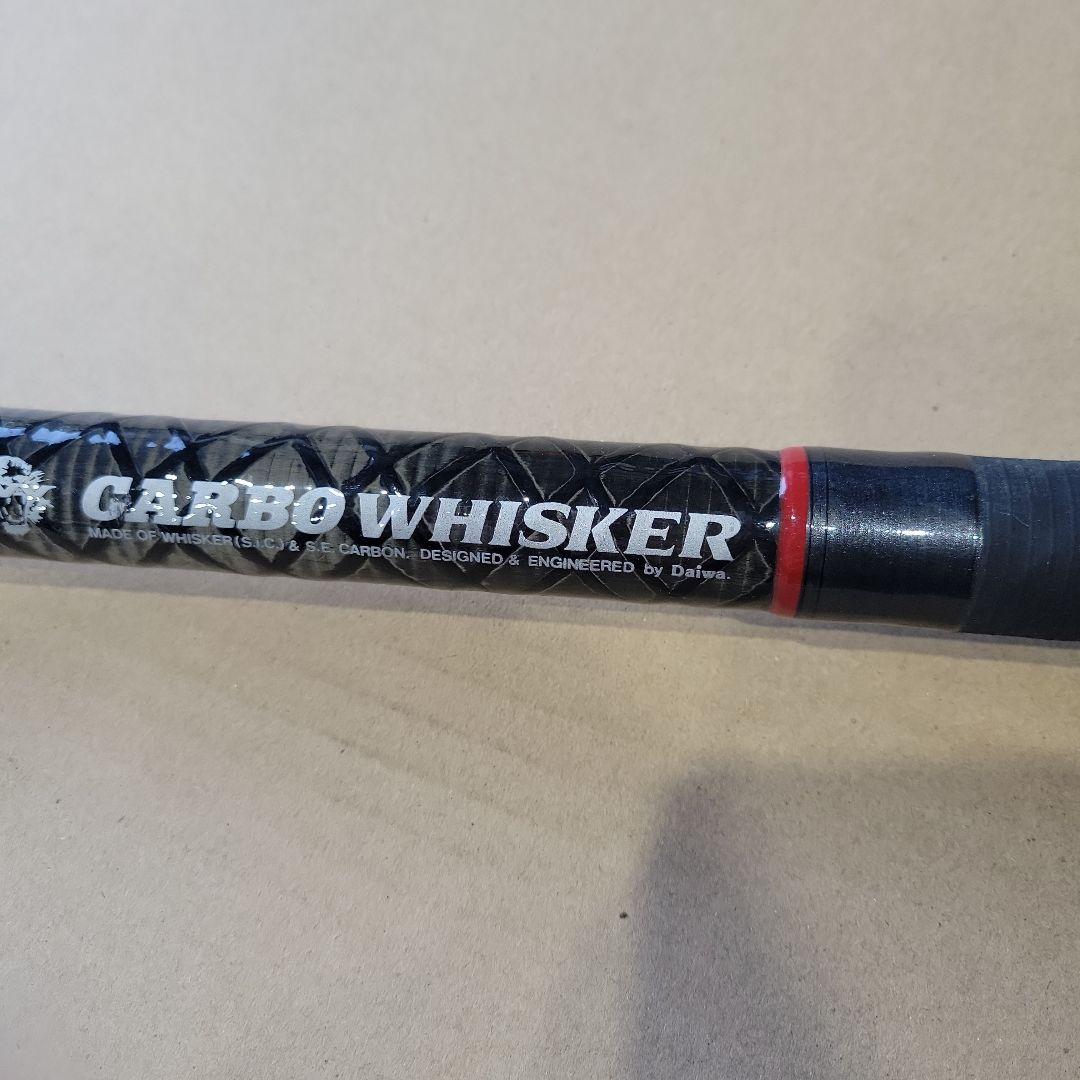 CARBO WHISKER
MADE OF WHISKER(S.i.C.) & S.E. CARBON. DESIGNED & ENGINEERED by Daiwa.